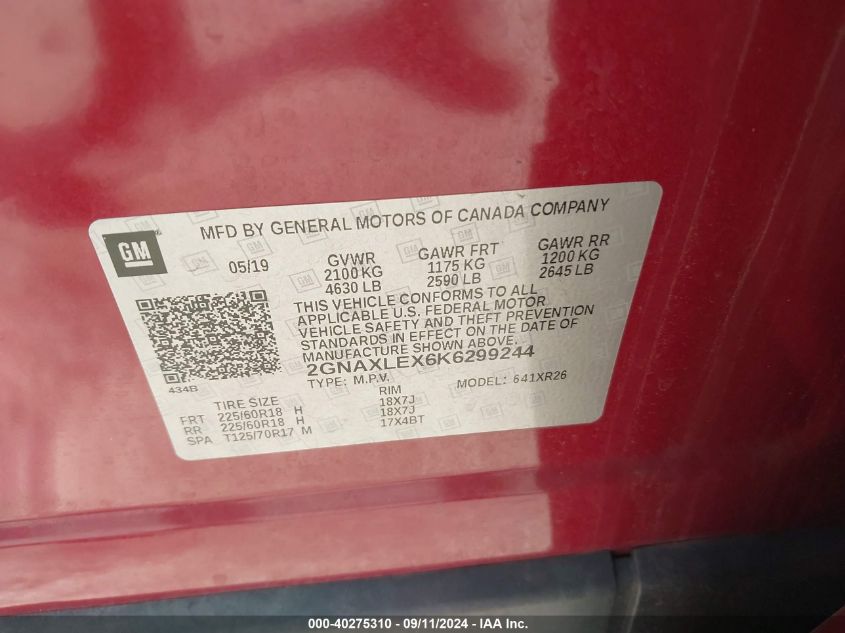 GM
MFD BY GENERAL MOTORS OF CANADA COMPANY
05/19
GVWR
2100 KG
4630 LB
GAWR FRT
1175 KG
2590 LB
GAWR RR
1200 KG
2645 LB
THIS VEHICLE CONFORMS TO ALL
APPLICABLE U.S. FEDERAL MOTOR
VEHICLE SAFETY AND THEFT PREVENTION
STANDARDS IN EFFECT ON THE DATE OF
MANUFACTURE SHOWN ABOVE.
2GNAXLEX6K6299244
434B
TYPE: M.P.V. MODEL: 641XR26
TIRE SIZE RIM
FRT 225/60R18 H 18X7J
RR 225/60R18 H 18X7J
SPA T125/70R17 M 17X4BT
000-40275310 - 09/11/2024 - IAA Inc.